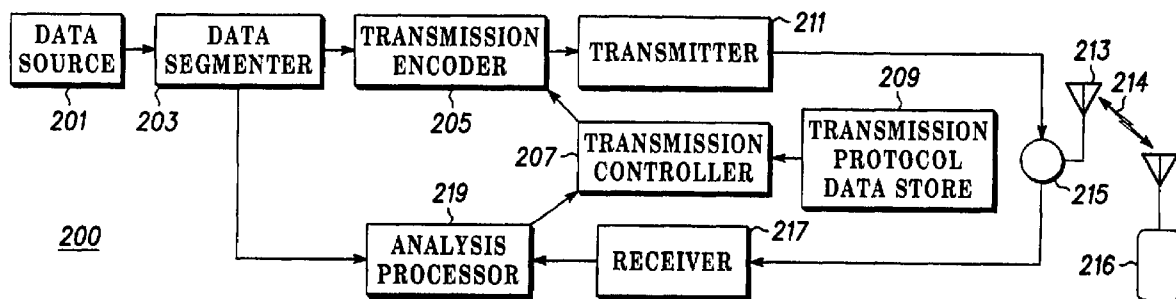 211
DATA
SOURCE
201
DATA
SEGMENTER
203
TRANSMISSION
ENCODER
205
TRANSMITTER
213
214
209
TRANSMISSION
PROTOCOL
DATA STORE
207
TRANSMISSION
CONTROLLER
215
219
200
ANALYSIS
PROCESSOR
217
RECEIVER
216